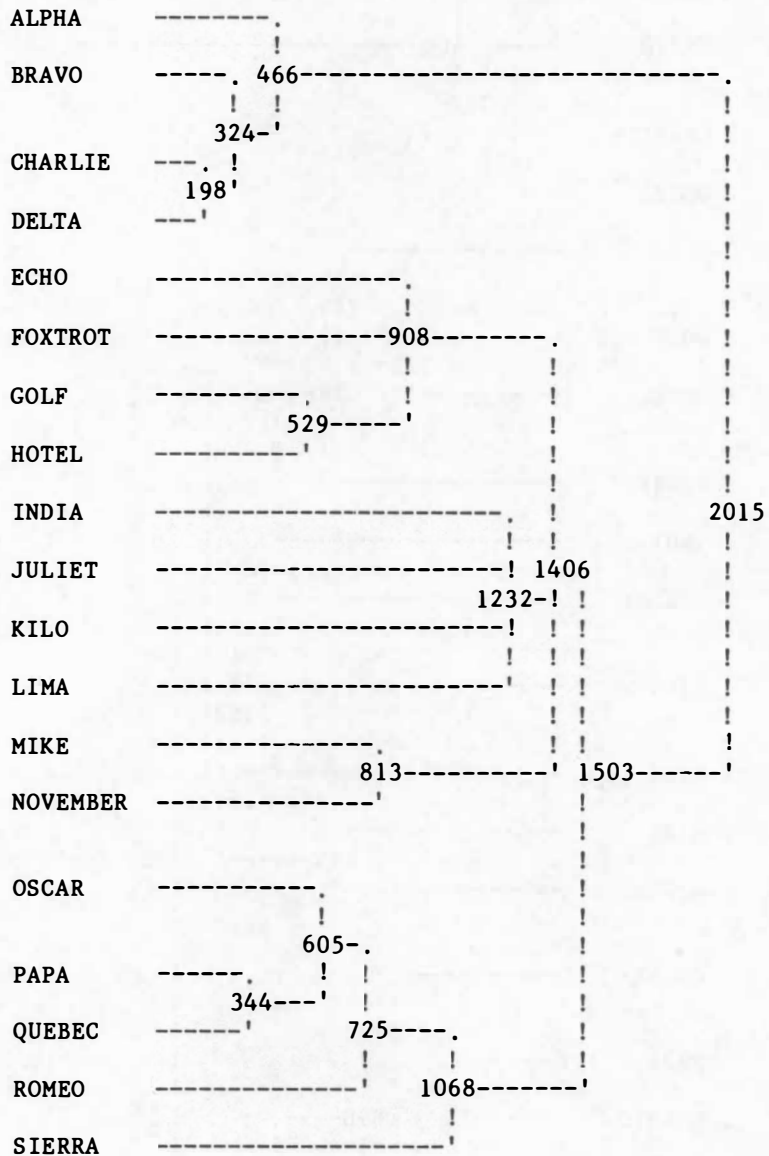 ALPHA --------.
!
BRAVO -----. 466-----------------------------.
! !
324-'
CHARLIE ---. !
198'
DELTA ---'
ECHO -----------------.
FOXTROT ----------------908--------.
GOLF ----------.
529-----'
HOTEL ----------'
INDIA ------------------------. 2015
JULIET ------------------------! 1406
1232-!
KILO ------------------------!
LIMA ------------------------'
MIKE ---------------. !
813----------' 1503------'
NOVEMBER ---------------'
OSCAR -----------.
605-.
PAPA ------. !
344---'
QUEBEC ------' 725----.
ROMEO --------------' 1068-------'
SIERRA --------------------'